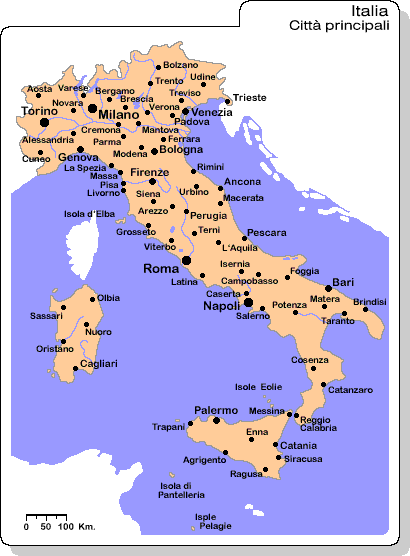 Italia
Città principali
Bolzano
Aosta
Varese
Trento
Udine
Bergamo
Treviso
Novara
Brescia
Trieste
Torino
Milano
Verona
Venezia
Padova
Cremona
Mantova
Alessandria
Parma
Ferrara
Cuneo
Genova
Modena
Bologna
La Spezia
Rimini
Massa
Firenze
Pisa
Urbino
Ancona
Livorno
Siena
Macerata
Isola d'Elba
Arezzo
Perugia
Grosseto
Terni
Pescara
Viterbo
L'Aquila
Roma
Isernia
Foggia
Latina
Campobasso
Bari
Caserta
Matera
Brindisi
Napoli
Potenza
Salerno
Taranto
Olbia
Sassari
Nuoro
Oristano
Cagliari
Cosenza
Isole Eolie
Catanzaro
Palermo
Messina
Reggio
Calabria
Trapani
Enna
Catania
Agrigento
Siracusa
Ragusa
Isola di
Pantelleria
Isple
Pelagie
0 50 100 Km.